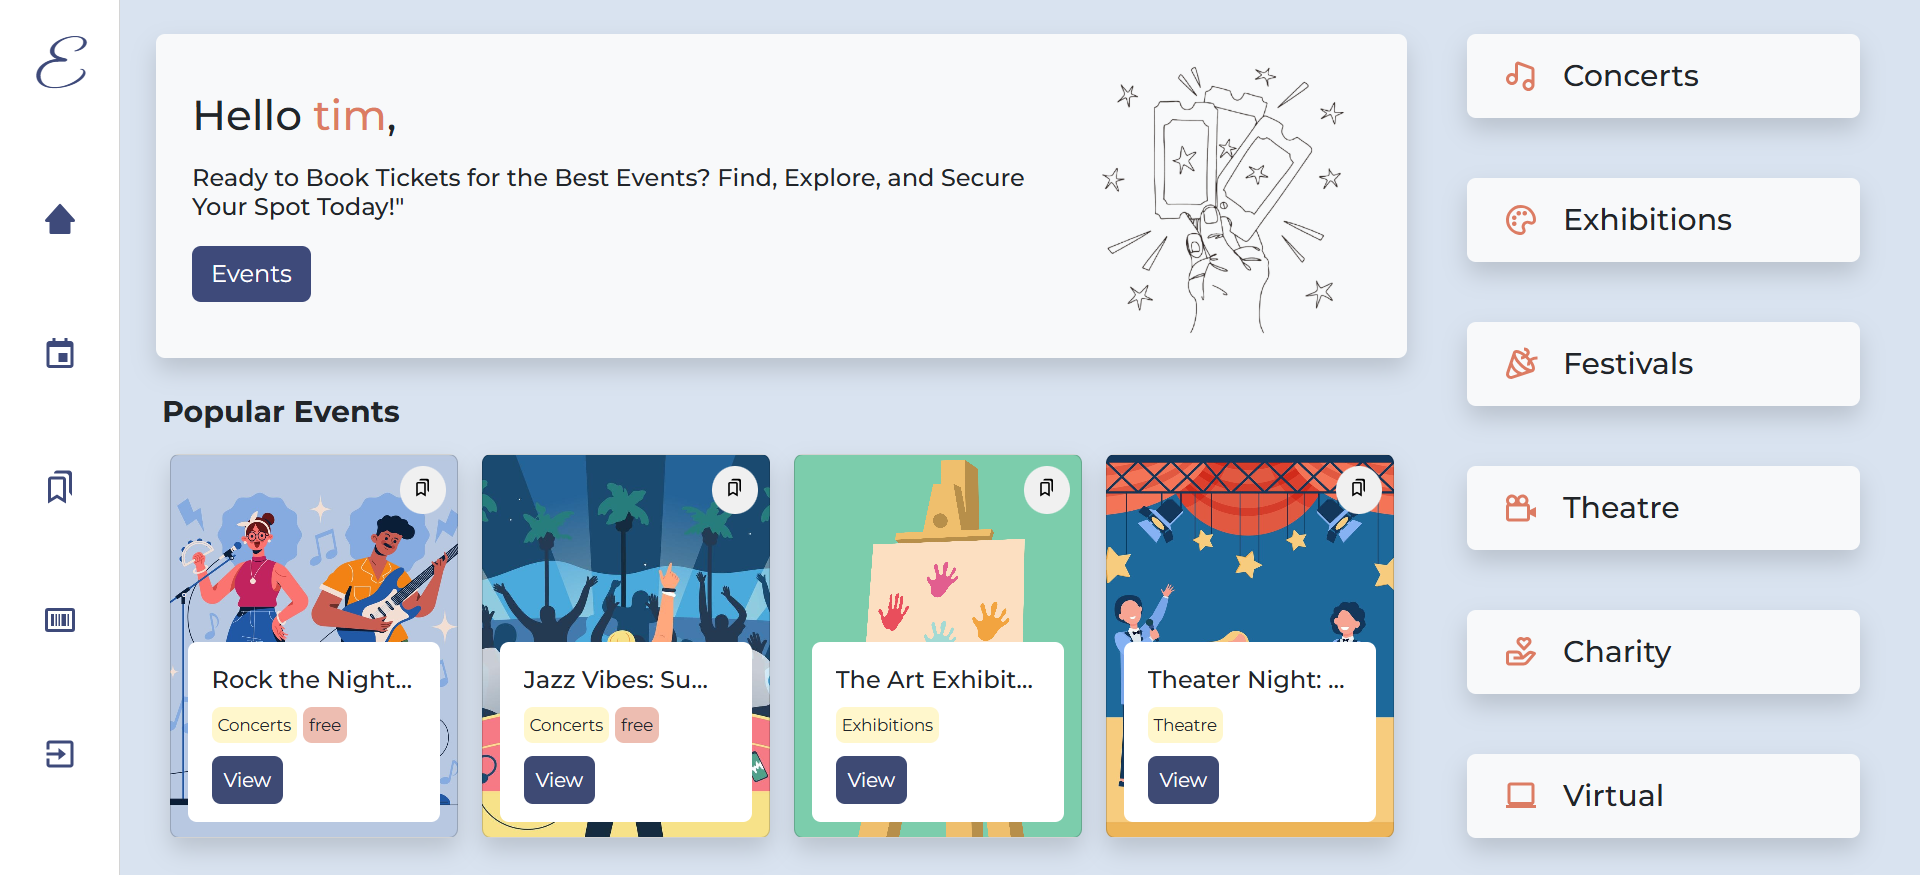 E
Hello tim,
Ready to Book Tickets for the Best Events? Find, Explore, and Secure
Your Spot Today!"
Events
Popular Events
Rock the Night...
Concerts free
View
Jazz Vibes: Su...
Concerts free
View
The Art Exhibit...
Exhibitions
View
Theater Night: ...
Theatre
View
Concerts
Exhibitions
Festivals
Theatre
Charity
Virtual